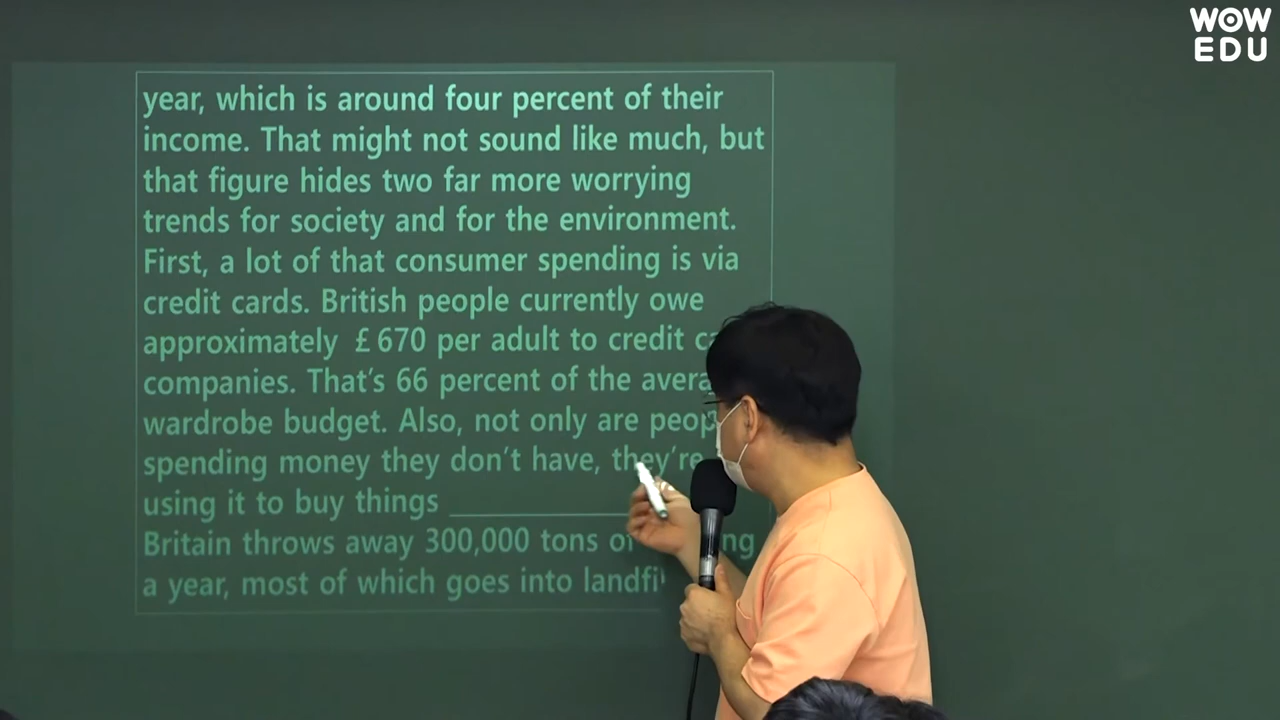 WOW
EDU
year, which is around four percent of their
income. That might not sound like much, but
that figure hides two far more worrying
trends for society and for the environment.
First, a lot of that consumer spending is via
credit cards. British people currently owe
approximately £670 per adult to credit
companies. That's 66 percent of the
wardrobe budget. Also, not only are
spending money they don't have, they're
using it to buy things ____________
Britain throws away 300,000 tons
a year, most of which goes into